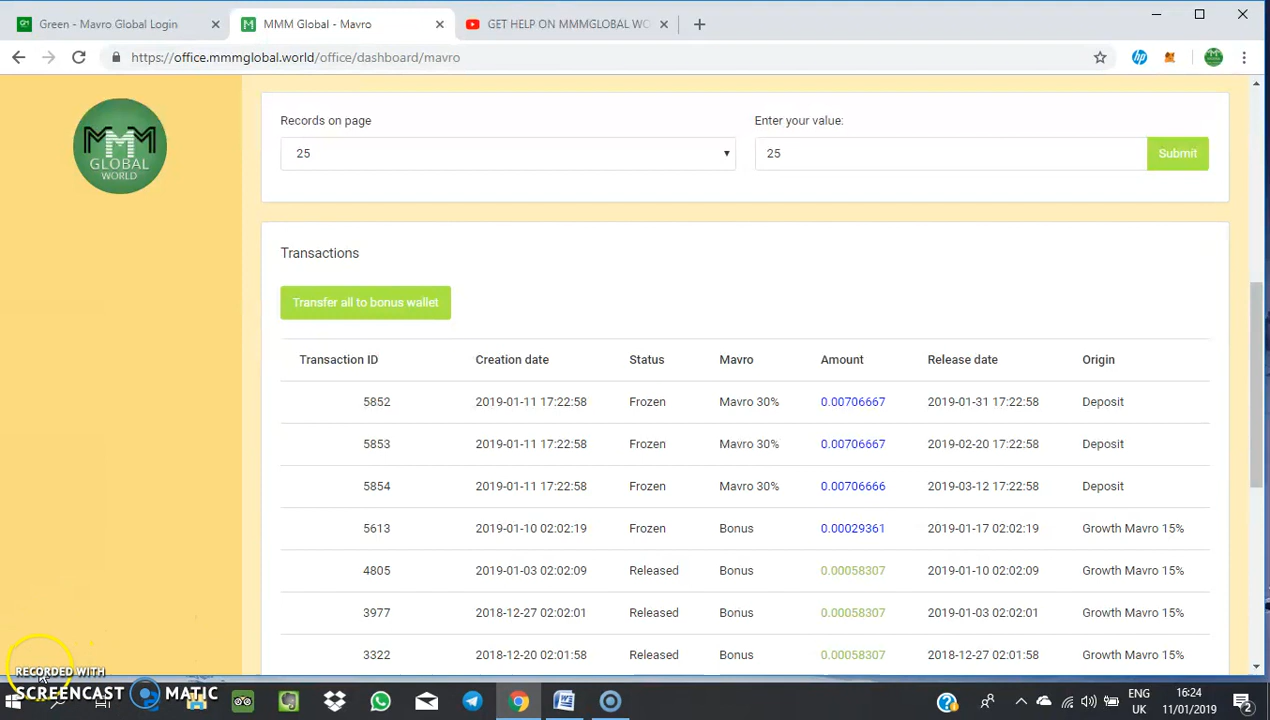 Green - Mavro Global Login
MMM Global - Mavro
GET HELP ON MMMGLOBAL WO
https://office.mmmglobal.world/office/dashboard/mavro
MMM
GLOBAL
WORLD
Records on page
Enter your value:
25
25
Submit
Transactions
Transfer all to bonus wallet
Transaction ID Creation date Status Mavro Amount Release date Origin
5852 2019-01-11 17:22:58 Frozen Mavro 30% 0.00706667 2019-01-31 17:22:58 Deposit
5853 2019-01-11 17:22:58 Frozen Mavro 30% 0.00706667 2019-02-20 17:22:58 Deposit
5854 2019-01-11 17:22:58 Frozen Mavro 30% 0.00706666 2019-03-12 17:22:58 Deposit
5613 2019-01-10 02:02:19 Frozen Bonus 0.00029361 2019-01-17 02:02:19 Growth Mavro 15%
4805 2019-01-03 02:02:09 Released Bonus 0.00058307 2019-01-10 02:02:09 Growth Mavro 15%
3977 2018-12-27 02:02:01 Released Bonus 0.00058307 2019-01-03 02:02:01 Growth Mavro 15%
3322 2018-12-20 02:01:58 Released Bonus 0.00058307 2018-12-27 02:01:58 Growth Mavro 15%
RECORDED WITH
SCREENCAST MATIC
ENG
UK
16:24
11/01/2019
2